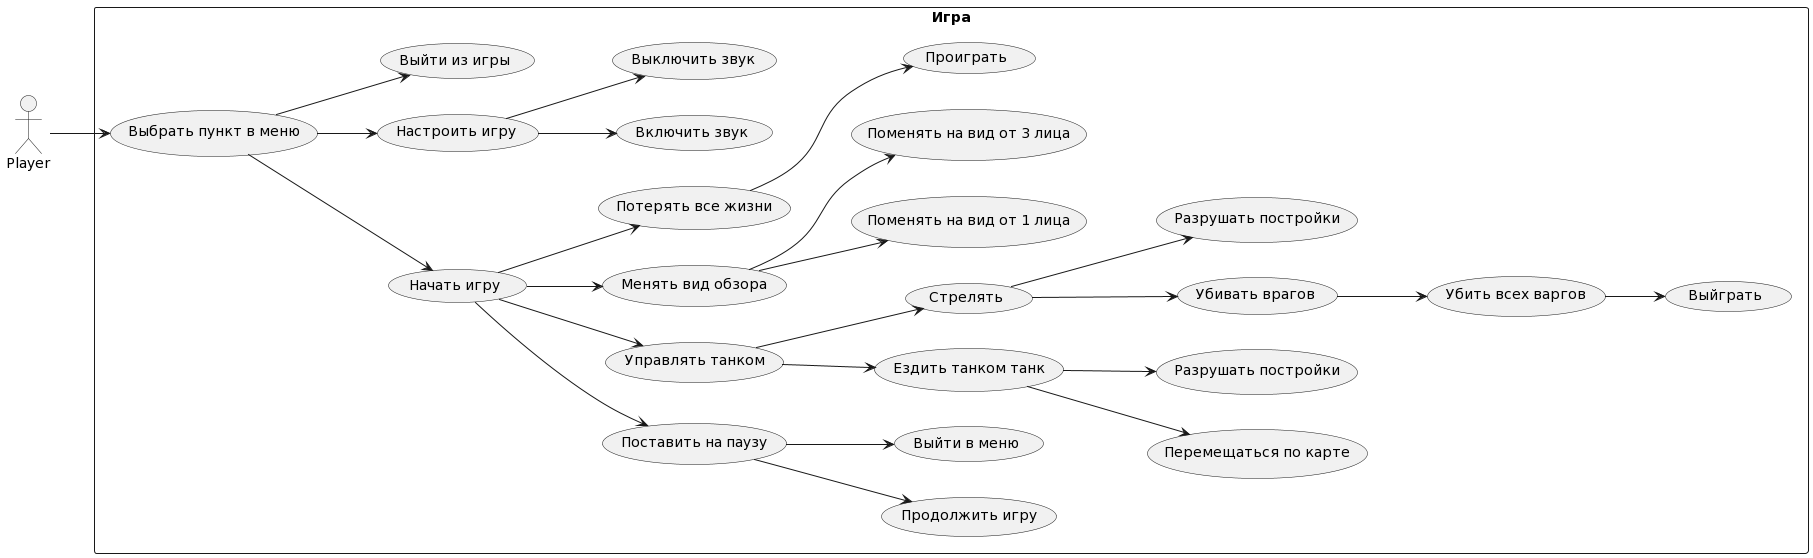 Игра
Player
Выбрать пункт в меню
Выйти из игры
Настроить игру
Начать игру
Выключить звук
Включить звук
Потерять все жизни
Менять вид обзора
Управлять танком
Поставить на паузу
Проиграть
Поменять на вид от 3 лица
Поменять на вид от 1 лица
Стрелять
Ездить танком танк
Выйти в меню
Продолжить игру
Разрушать постройки
Убивать врагов
Разрушать постройки
Перемещаться по карте
Убить всех варгов
Выйграть